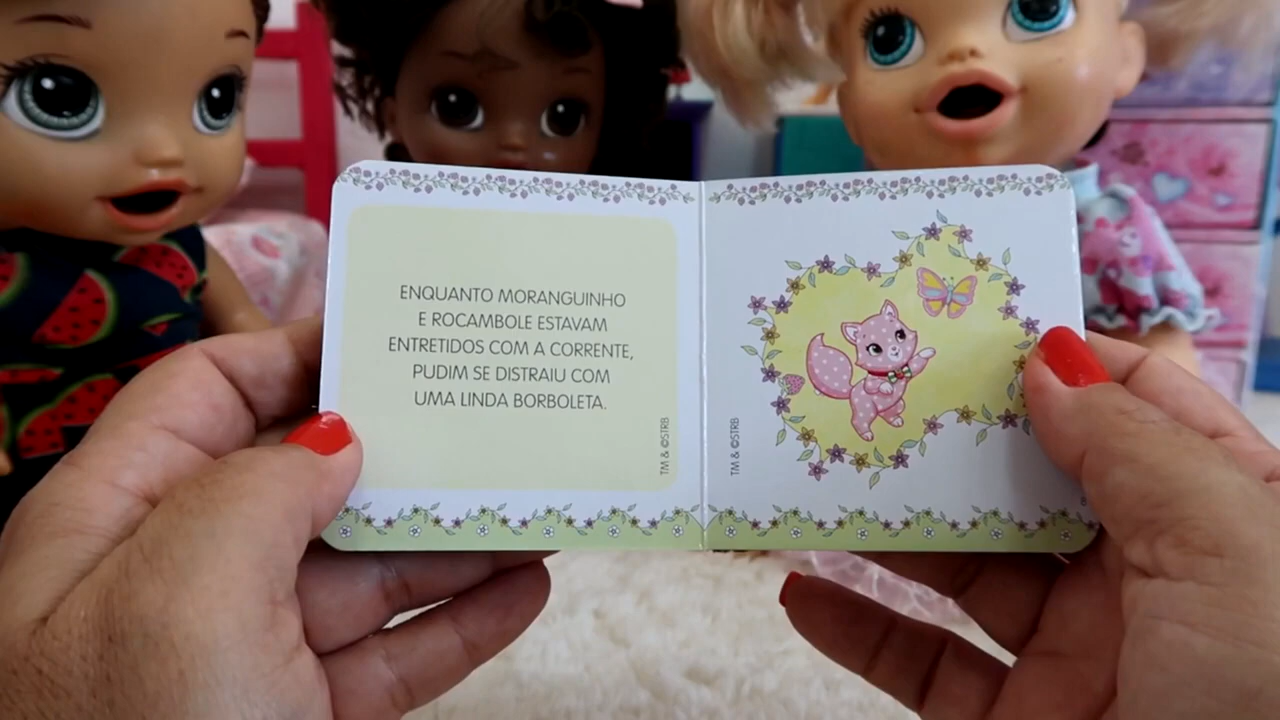 ENQUANTO MORANGUINHO
E ROCAMBOLE ESTAVAM
ENTRETIDOS COM A CORRENTE,
PUDIM SE DISTRAIU COM
UMA LINDA BORBOLETA.
TM & ©STRB
TM & ©STRB